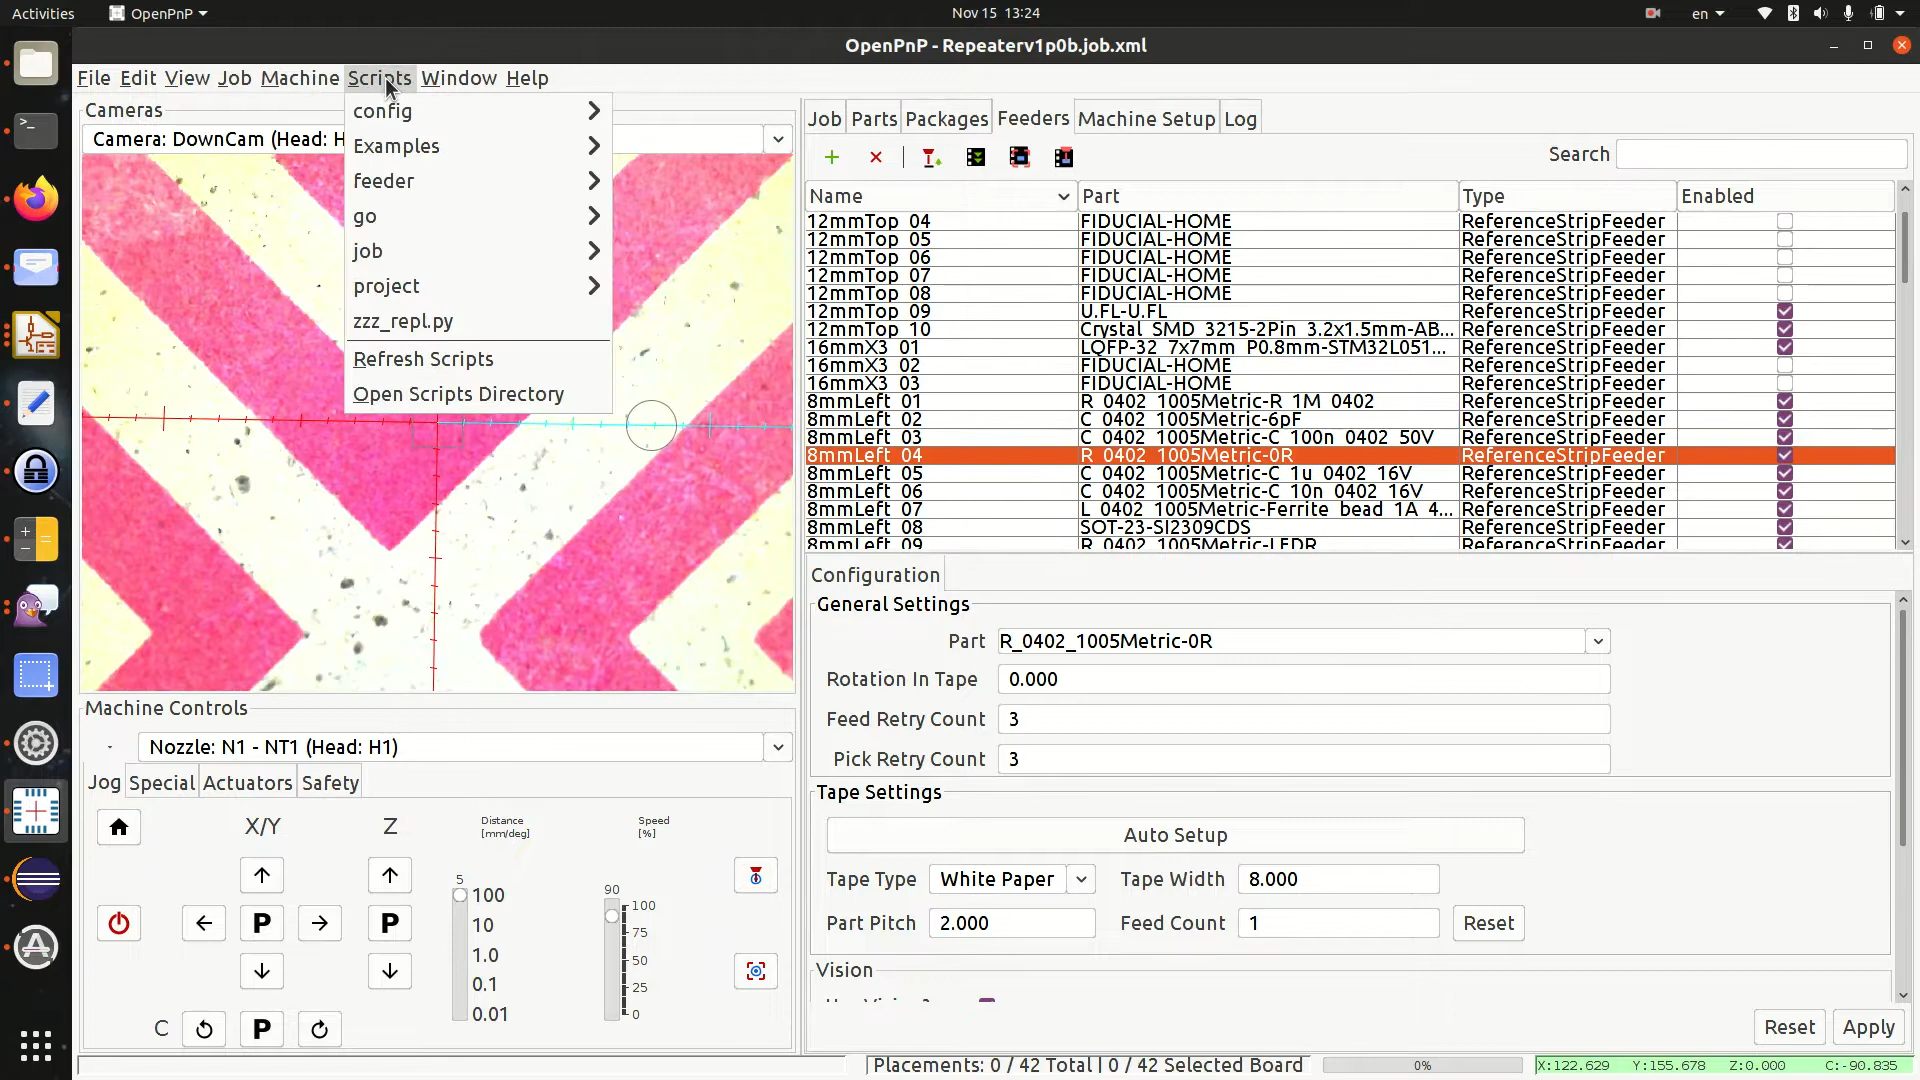 Activities
OpenPnP
Nov 15 13:24
en
OpenPnP - Repeaterv1p0b.job.xml
File Edit View Job Machine Scripts Window Help
config
Examples
feeder
go
job
project
zzz_repl.py
Refresh Scripts
Open Scripts Directory
Cameras
Camera: DownCam (Head: H
Machine Controls
Nozzle: N1 - NT1 (Head: H1)
Jog Special Actuators Safety
X/Y
Z
Distance
[mm/deg]
Speed
[%]
5
100
10
1.0
0.1
0.01
90
100
75
50
25
0
P
P
C
P
Job Parts Packages Feeders Machine Setup Log
Search
Name Part Type Enabled
12mmTop_04 FIDUCIAL-HOME ReferenceStripFeeder
12mmTop_05 FIDUCIAL-HOME ReferenceStripFeeder
12mmTop_06 FIDUCIAL-HOME ReferenceStripFeeder
12mmTop_07 FIDUCIAL-HOME ReferenceStripFeeder
12mmTop_08 FIDUCIAL-HOME ReferenceStripFeeder
12mmTop_09 U.FL-U.FL ReferenceStripFeeder
12mmTop_10 Crystal_SMD_3215-2Pin_3.2x1.5mm-AB... ReferenceStripFeeder
16mmX3_01 LQFP-32_7x7mm_P0.8mm-STM32L051... ReferenceStripFeeder
16mmX3_02 FIDUCIAL-HOME ReferenceStripFeeder
16mmX3_03 FIDUCIAL-HOME ReferenceStripFeeder
8mmLeft_01 R_0402_1005Metric-R_1M_0402 ReferenceStripFeeder
8mmLeft_02 C_0402_1005Metric-6pF ReferenceStripFeeder
8mmLeft_03 C_0402_1005Metric-C_100n_0402_50V ReferenceStripFeeder
8mmLeft_04 R_0402_1005Metric-0R ReferenceStripFeeder
8mmLeft_05 C_0402_1005Metric-C_1u_0402_16V ReferenceStripFeeder
8mmLeft_06 C_0402_1005Metric-C_10n_0402_16V ReferenceStripFeeder
8mmLeft_07 L_0402_1005Metric-Ferrite_bead_1A_4... ReferenceStripFeeder
8mmLeft_08 SOT-23-SI2309CDS ReferenceStripFeeder
8mmLeft_09 R_0402_1005Metric-LEDR ReferenceStripFeeder
Configuration
General Settings
Part R_0402_1005Metric-0R
Rotation In Tape 0.000
Feed Retry Count 3
Pick Retry Count 3
Tape Settings
Auto Setup
Tape Type White Paper Tape Width 8.000
Part Pitch 2.000 Feed Count 1 Reset
Vision
Reset Apply
Placements: 0 / 42 Total | 0 / 42 Selected Board
0%
X:122.629 Y:155.678 Z:0.000 C:-90.835